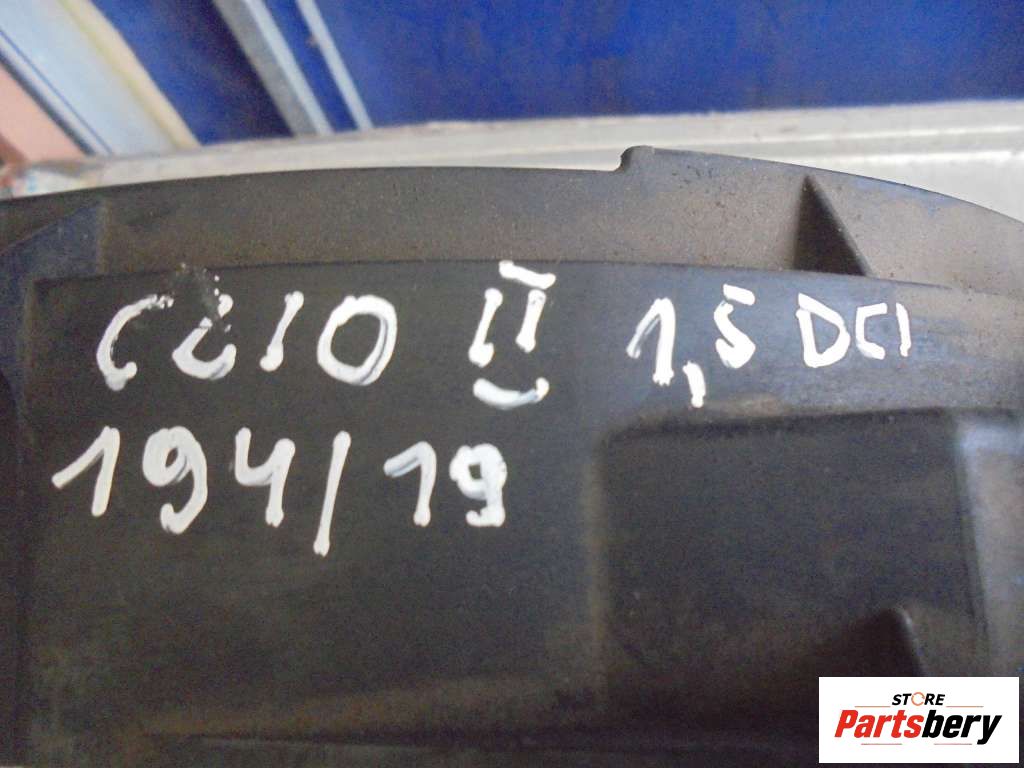 CLIO II 1,5 DCI
194/19
STORE
Partsbery